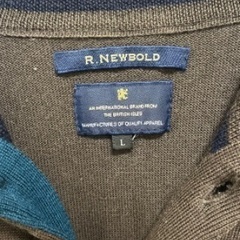 R. NEWBOLD
AN INTERNATIONAL BRAND FROM
THE BRITISH ISLES
MANUFACTURERS OF QUALITY APPAREL
L